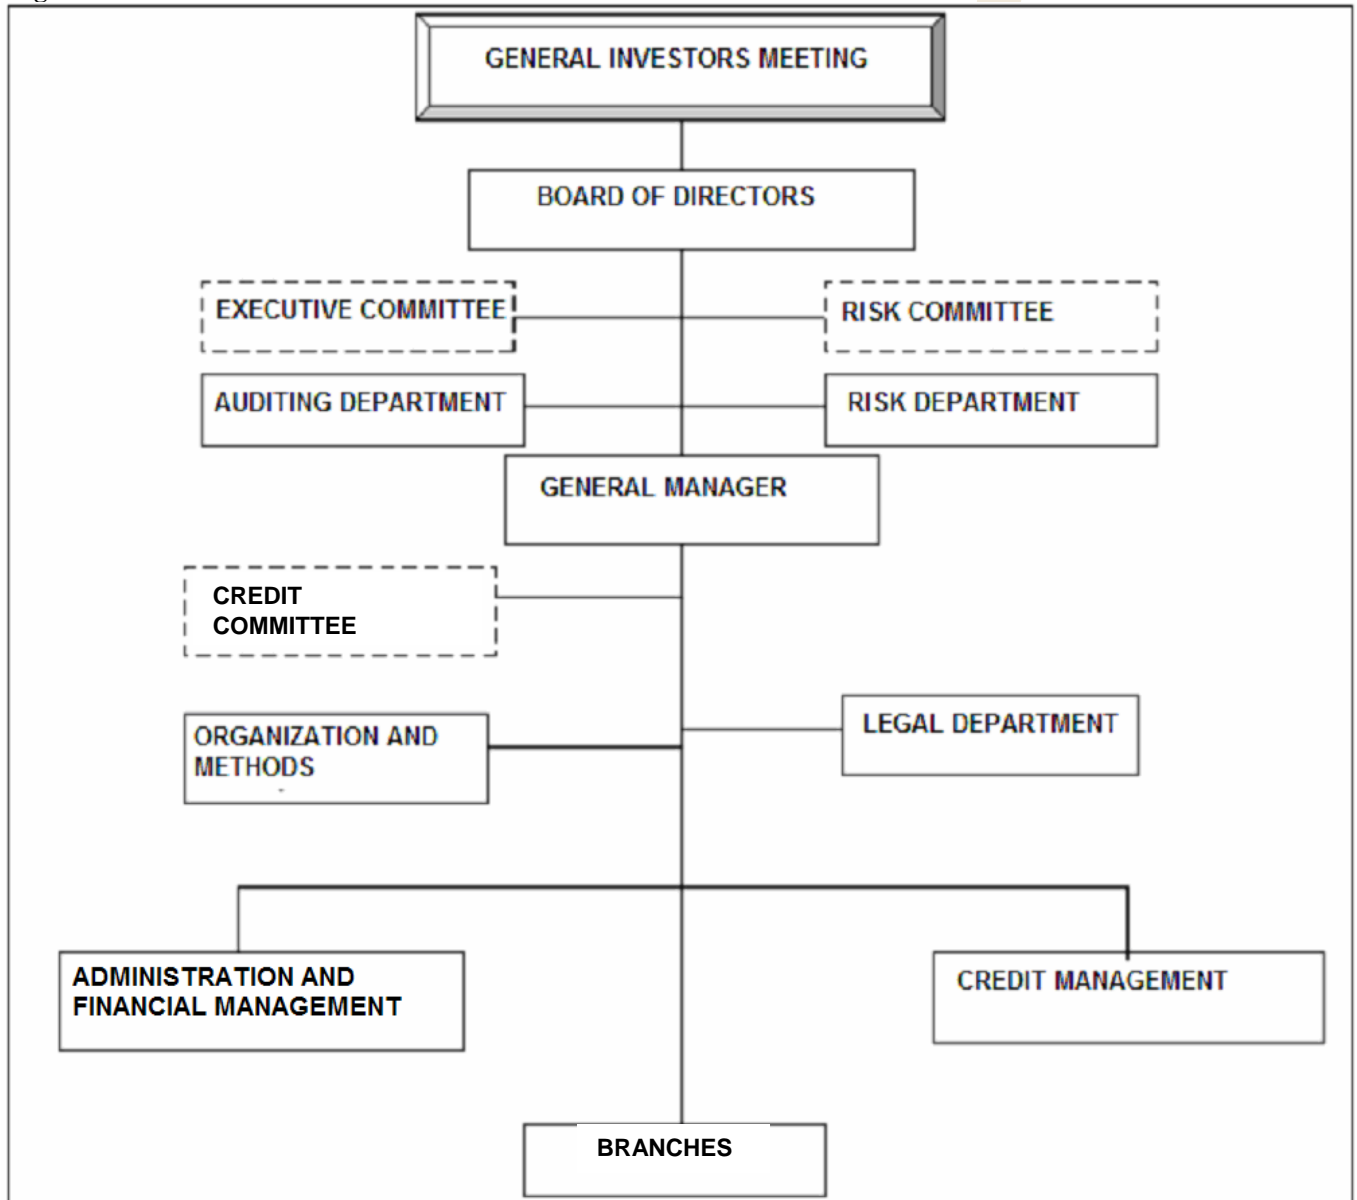 GENERAL INVESTORS MEETING
BOARD OF DIRECTORS
EXECUTIVE COMMITTEE
RISK COMMITTEE
AUDITING DEPARTMENT
RISK DEPARTMENT
GENERAL MANAGER
CREDIT
COMMITTEE
ORGANIZATION AND
METHODS
LEGAL DEPARTMENT
ADMINISTRATION AND
FINANCIAL MANAGEMENT
CREDIT MANAGEMENT
BRANCHES